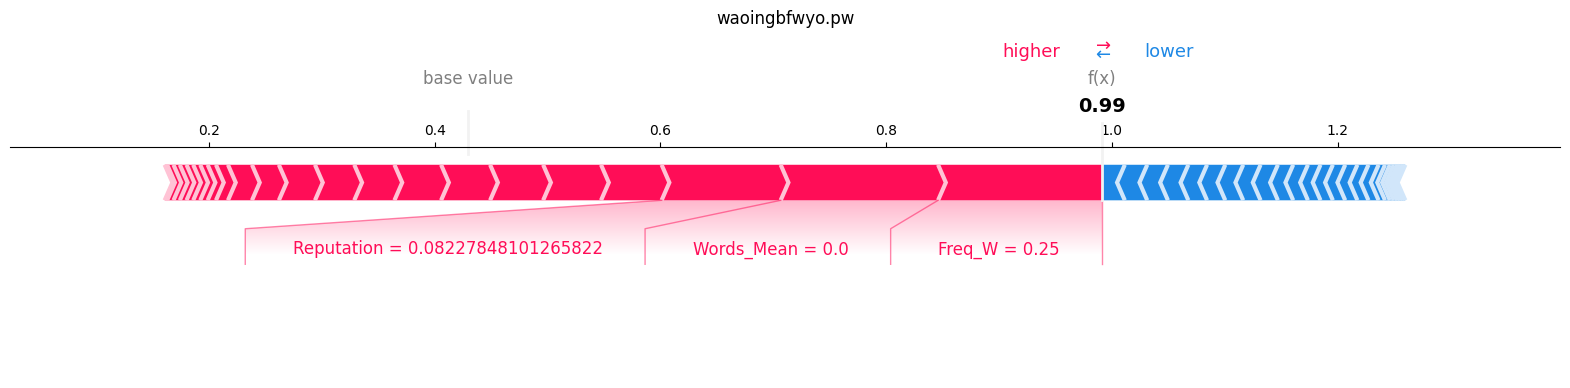 waoingbfwyo.pw
higher ⇄ lower
base value
f(x)
0.99
0.2 0.4 0.6 0.8 1.0 1.2
Reputation = 0.08227848101265822 Words_Mean = 0.0 Freq_W = 0.25